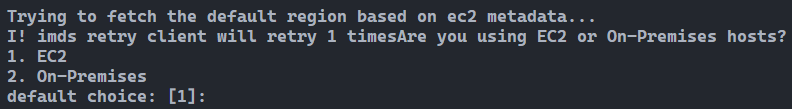 Trying to fetch the default region based on ec2 metadata...
I! imds retry client will retry 1 timesAre you using EC2 or On-Premises hosts?
1. EC2
2. On-Premises
default choice: [1]: